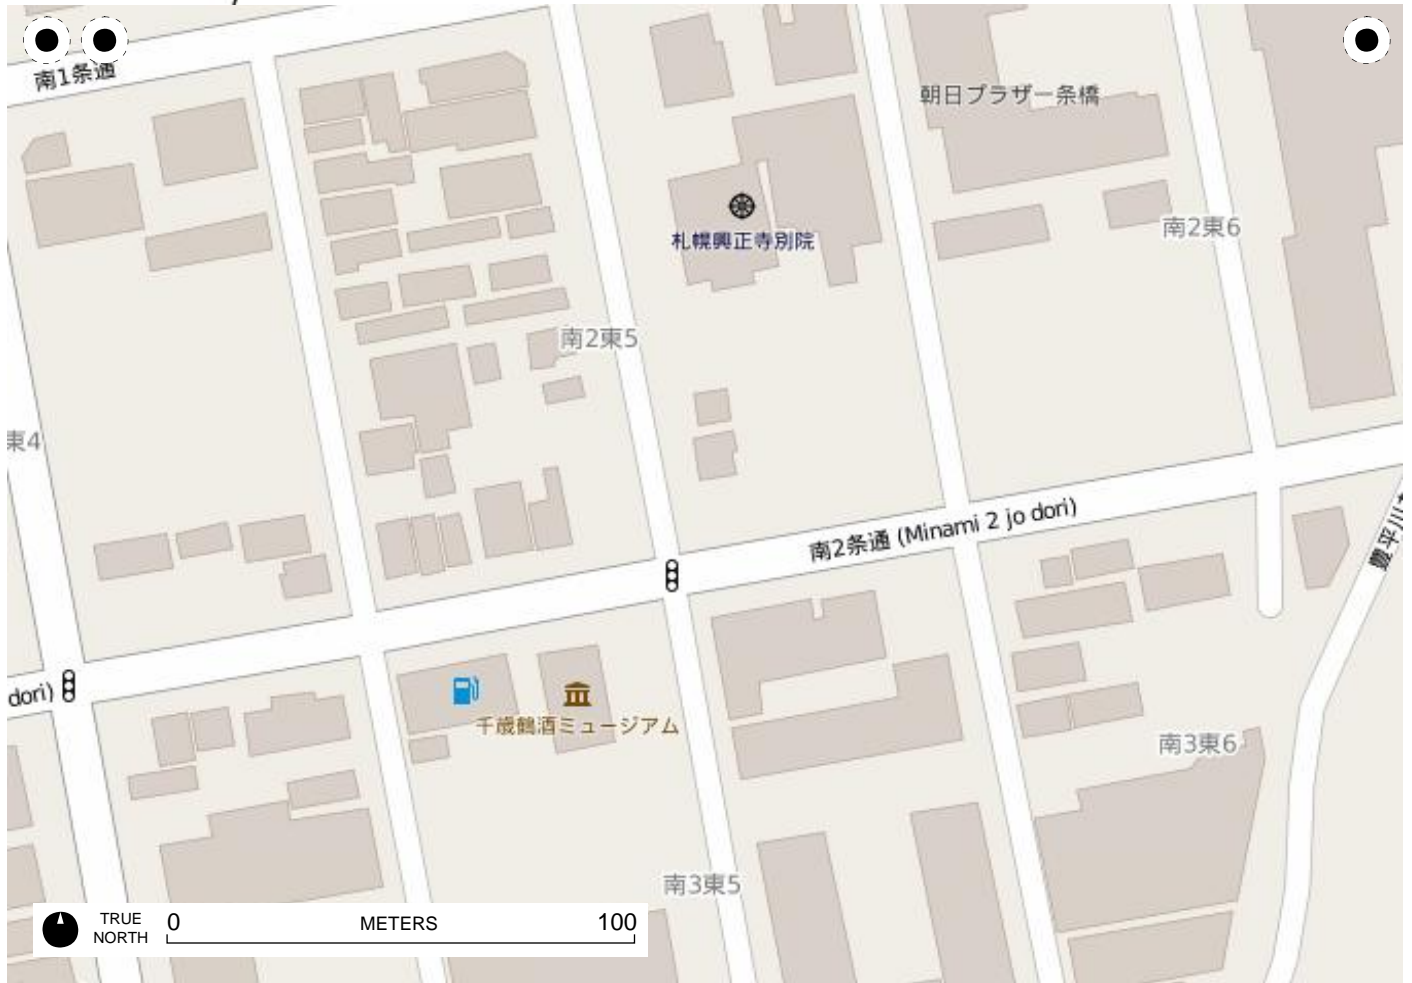 南1条通
朝日プラザ一条橋
札幌興正寺別院
南2東6
南2東5
東4
南2条通 (Minami 2 jo dori)
dori)
千歳鶴酒ミュージアム
南3東6
南3東5
TRUE NORTH
0 METERS 100